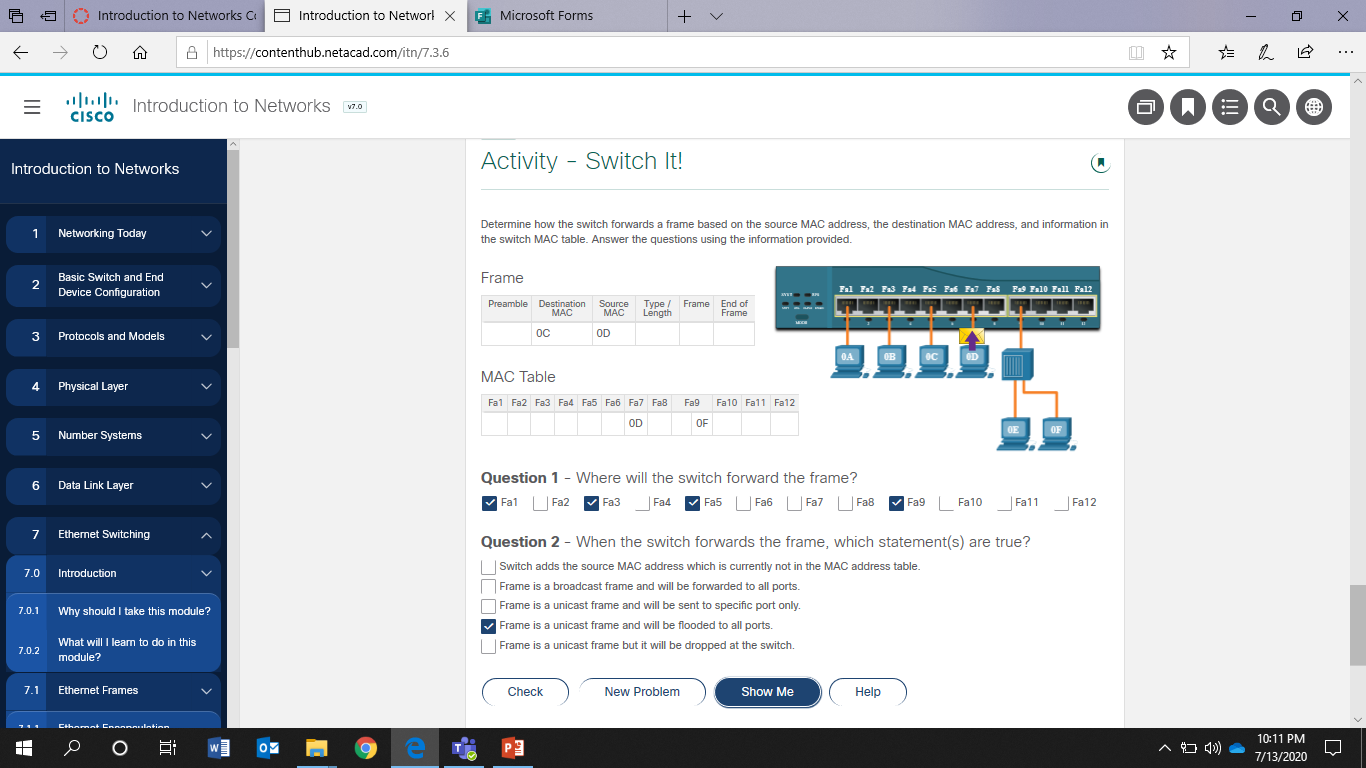 Introduction to Networks Co
Introduction to Network
Microsoft Forms
https://contenthub.netacad.com/itn/7.3.6
CISCO
Introduction to Networks
v7.0
Introduction to Networks
1 Networking Today
2 Basic Switch and End
Device Configuration
3 Protocols and Models
4 Physical Layer
5 Number Systems
6 Data Link Layer
7 Ethernet Switching
7.0 Introduction
7.0.1 Why should I take this module?
7.0.2 What will I learn to do in this
module?
7.1 Ethernet Frames
7.1.1 Ethernet Encapsulation
Activity - Switch It!
Determine how the switch forwards a frame based on the source MAC address, the destination MAC address, and information in
the switch MAC table. Answer the questions using the information provided.
Frame
Preamble Destination MAC Source MAC Type / Length Frame End of Frame
0C 0D
MAC Table
Fa1 Fa2 Fa3 Fa4 Fa5 Fa6 Fa7 Fa8 Fa9 Fa10 Fa11 Fa12
0D 0F
Fa1 Fa2 Fa3 Fa4 Fa5 Fa6 Fa7 Fa8 Fa9 Fa10 Fa11 Fa12
MODE
0A 0B 0C 0D
0E 0F
Question 1 - Where will the switch forward the frame?
Fa1 Fa2 Fa3 Fa4 Fa5 Fa6 Fa7 Fa8 Fa9 Fa10 Fa11 Fa12
Question 2 - When the switch forwards the frame, which statement(s) are true?
Switch adds the source MAC address which is currently not in the MAC address table.
Frame is a broadcast frame and will be forwarded to all ports.
Frame is a unicast frame and will be sent to specific port only.
Frame is a unicast frame and will be flooded to all ports.
Frame is a unicast frame but it will be dropped at the switch.
Check New Problem Show Me Help
10:11 PM
7/13/2020